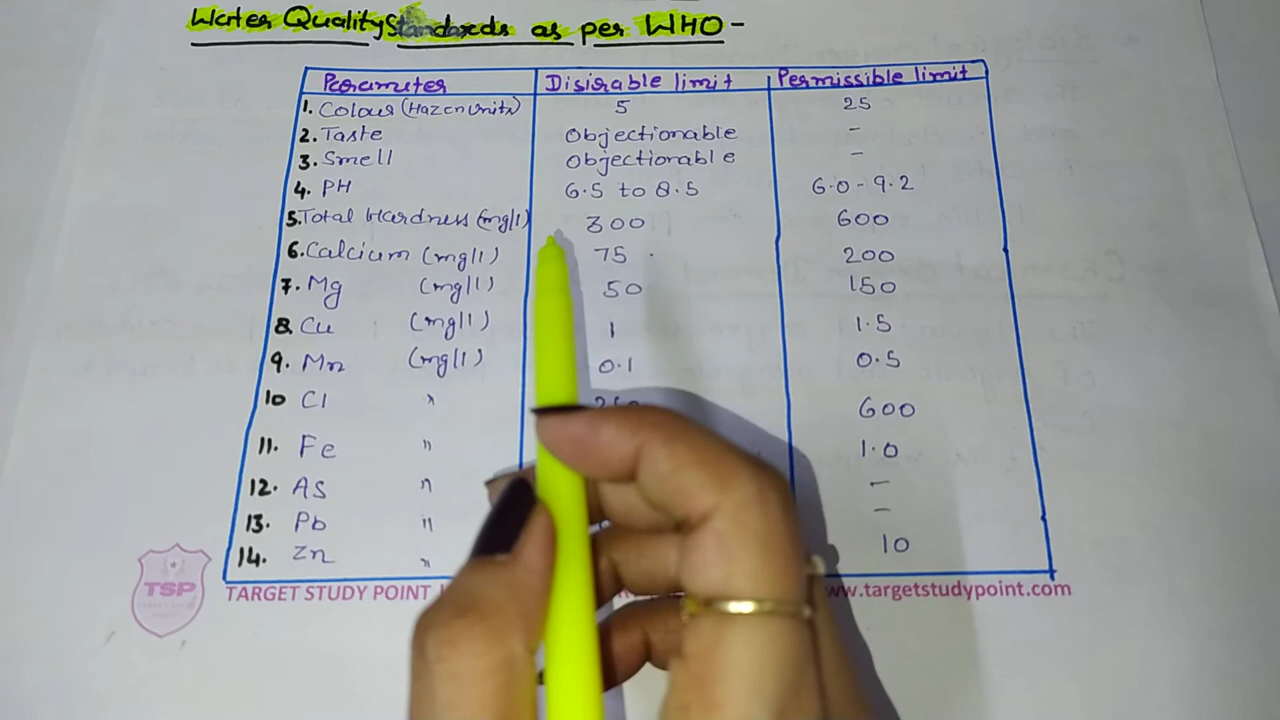 Water Quality Standards as per WHO -
Parameter Disirable limit Permissible limit
1. Colour (Hazen Units) 5 25
2. Taste Objectionable -
3. Smell Objectionable -
4. PH 6.5 to 8.5 6.0 - 9.2
5. Total Hardness (mg/l) 300 600
6. Calcium (mg/l) 75 200
7. Mg (mg/l) 50 150
8. Cu (mg/l) 1 1.5
9. Mn (mg/l) 0.1 0.5
10 Cl " 600
11. Fe " 1.0
12. AS " -
13. Pb " -
14. Zn " 10
TSP
TARGET STUDY POINT www.targetstudypoint.com